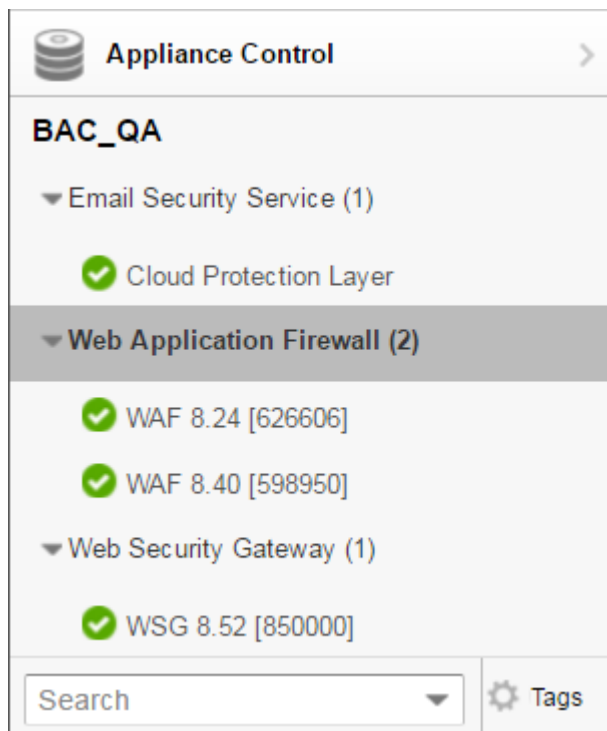 Appliance Control
BAC_QA
Email Security Service (1)
Cloud Protection Layer
Web Application Firewall (2)
WAF 8.24 [626606]
WAF 8.40 [598950]
Web Security Gateway (1)
WSG 8.52 [850000]
Search
Tags